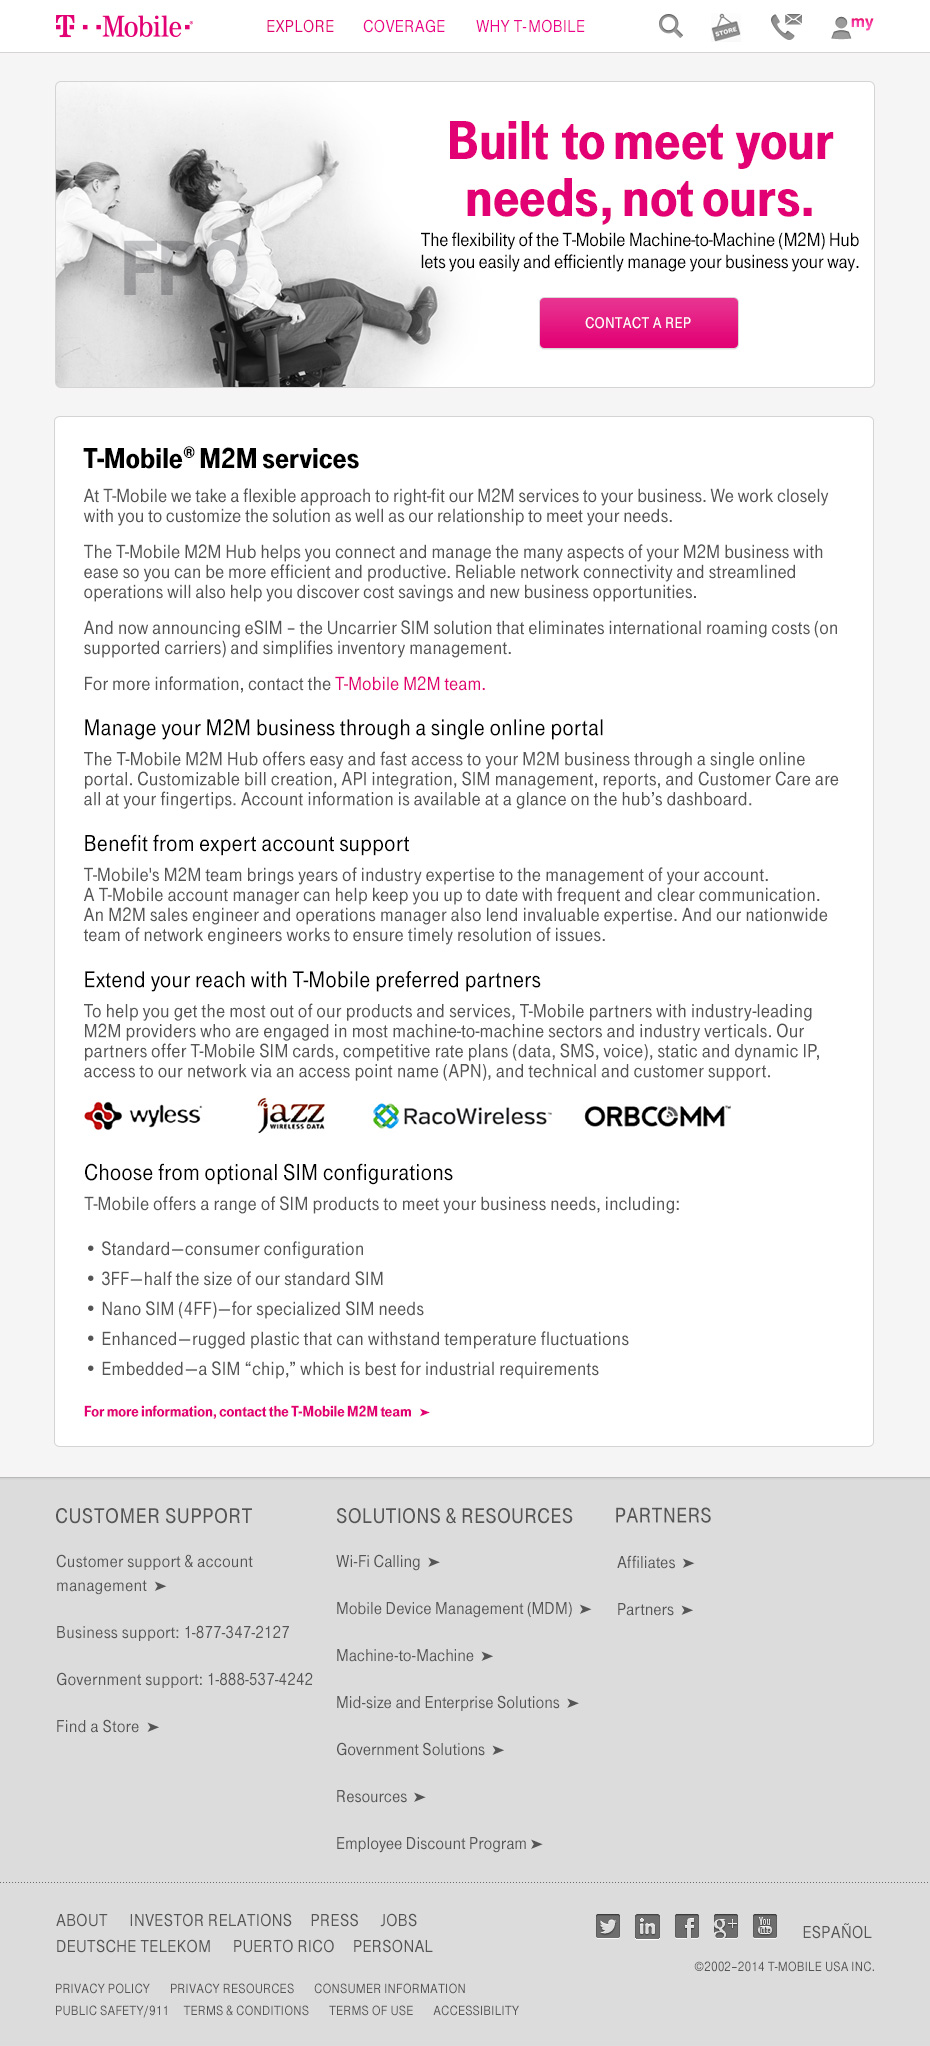 T··Mobile·®
EXPLORE COVERAGE WHY T-MOBILE
STORE
my
Built to meet your
needs, not ours.
FPO
The flexibility of the T-Mobile Machine-to-Machine (M2M) Hub
lets you easily and efficiently manage your business your way.
CONTACT A REP
T-Mobile® M2M services
At T-Mobile we take a flexible approach to right-fit our M2M services to your business. We work closely
with you to customize the solution as well as our relationship to meet your needs.
The T-Mobile M2M Hub helps you connect and manage the many aspects of your M2M business with
ease so you can be more efficient and productive. Reliable network connectivity and streamlined
operations will also help you discover cost savings and new business opportunities.
And now announcing eSIM – the Uncarrier SIM solution that eliminates international roaming costs (on
supported carriers) and simplifies inventory management.
For more information, contact the T-Mobile M2M team.
Manage your M2M business through a single online portal
The T-Mobile M2M Hub offers easy and fast access to your M2M business through a single online
portal. Customizable bill creation, API integration, SIM management, reports, and Customer Care are
all at your fingertips. Account information is available at a glance on the hub’s dashboard.
Benefit from expert account support
T-Mobile's M2M team brings years of industry expertise to the management of your account.
A T-Mobile account manager can help keep you up to date with frequent and clear communication.
An M2M sales engineer and operations manager also lend invaluable expertise. And our nationwide
team of network engineers works to ensure timely resolution of issues.
Extend your reach with T-Mobile preferred partners
To help you get the most out of our products and services, T-Mobile partners with industry-leading
M2M providers who are engaged in most machine-to-machine sectors and industry verticals. Our
partners offer T-Mobile SIM cards, competitive rate plans (data, SMS, voice), static and dynamic IP,
access to our network via an access point name (APN), and technical and customer support.
wyless jazz WIRELESS DATA RacoWireless™ ORBCOMM™
Choose from optional SIM configurations
T-Mobile offers a range of SIM products to meet your business needs, including:
• Standard—consumer configuration
• 3FF—half the size of our standard SIM
• Nano SIM (4FF)—for specialized SIM needs
• Enhanced—rugged plastic that can withstand temperature fluctuations
• Embedded—a SIM “chip,” which is best for industrial requirements
For more information, contact the T-Mobile M2M team ➤
CUSTOMER SUPPORT
Customer support & account
management ➤
Business support: 1-877-347-2127
Government support: 1-888-537-4242
Find a Store ➤
SOLUTIONS & RESOURCES
Wi-Fi Calling ➤
Mobile Device Management (MDM) ➤
Machine-to-Machine ➤
Mid-size and Enterprise Solutions ➤
Government Solutions ➤
Resources ➤
Employee Discount Program ➤
PARTNERS
Affiliates ➤
Partners ➤
ABOUT INVESTOR RELATIONS PRESS JOBS
DEUTSCHE TELEKOM PUERTO RICO PERSONAL
in f g+ You Tube ESPAÑOL
©2002–2014 T-MOBILE USA INC.
PRIVACY POLICY PRIVACY RESOURCES CONSUMER INFORMATION
PUBLIC SAFETY/911 TERMS & CONDITIONS TERMS OF USE ACCESSIBILITY